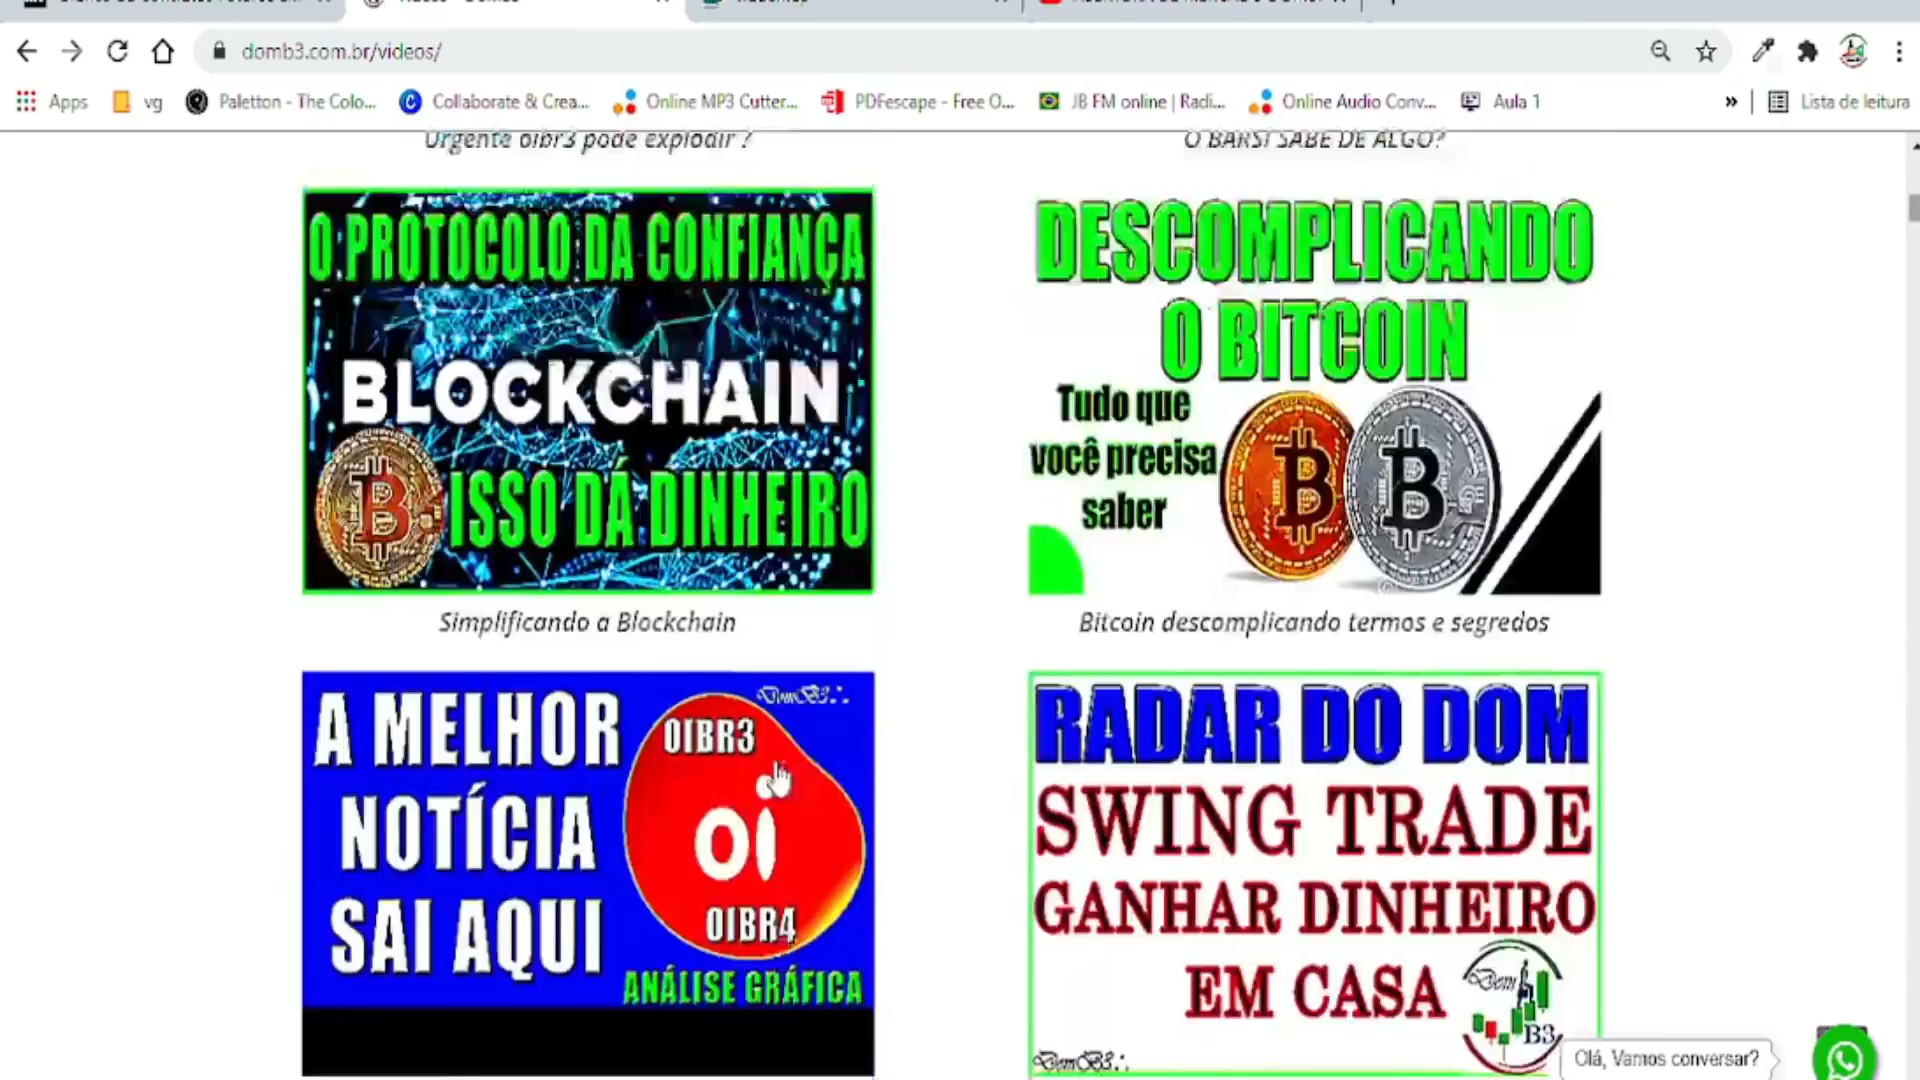 domb3.com.br/videos/
Apps
vg
Paletton - The Colo...
Collaborate & Crea...
Online MP3 Cutter...
PDFescape - Free O...
JB FM online | Radi...
Online Audio Conv...
Aula 1
»
Lista de leitura
Urgente oibr3 pode explodir ?
O BARSI SABE DE ALGO?
O PROTOCOLO DA CONFIANÇA
BLOCKCHAIN
ISSO DÁ DINHEIRO
Simplificando a Blockchain
DESCOMPLICANDO
O BITCOIN
Tudo que
você precisa
saber
Bitcoin descomplicando termos e segredos
A MELHOR
NOTÍCIA
SAI AQUI
DomB3
OIBR3
oi
OIBR4
ANÁLISE GRÁFICA
RADAR DO DOM
SWING TRADE
GANHAR DINHEIRO
EM CASA
Dom
B3
DomB3
Olá, Vamos conversar?